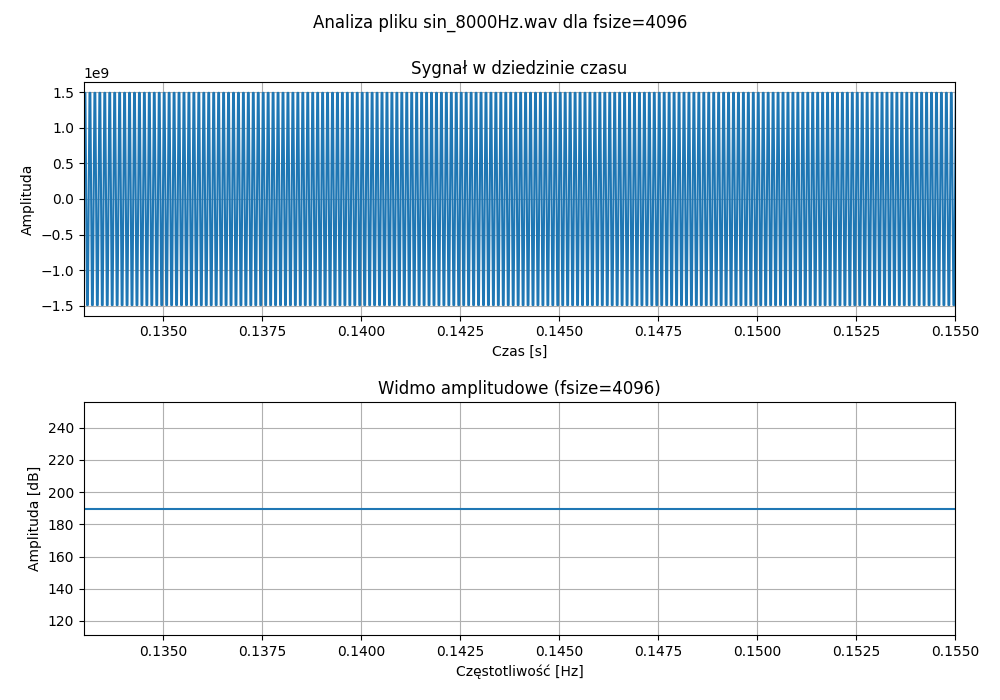 Analiza pliku sin_8000Hz.wav dla fsize=4096
Sygnał w dziedzinie czasu
1e9
1.5
1.0
0.5
0.0
−0.5
−1.0
−1.5
Amplituda
0.1350 0.1375 0.1400 0.1425 0.1450 0.1475 0.1500 0.1525 0.1550
Czas [s]
Widmo amplitudowe (fsize=4096)
240
220
200
180
160
140
120
Amplituda [dB]
0.1350 0.1375 0.1400 0.1425 0.1450 0.1475 0.1500 0.1525 0.1550
Częstotliwość [Hz]